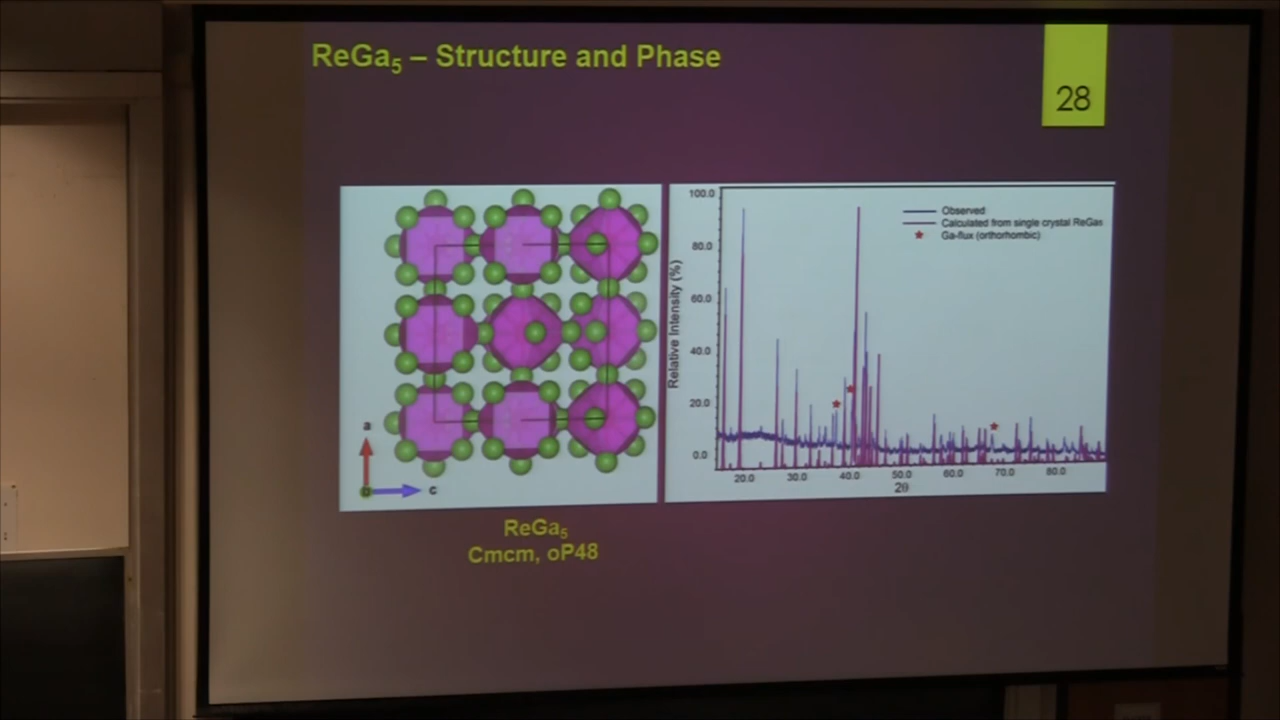 ReGa5 – Structure and Phase
28
100.0
80.0
60.0
40.0
20.0
0.0
Relative Intensity (%)
Observed
Calculated from single crystal ReGa5
Ga-flux (orthorhombic)
20.0 30.0 40.0 50.0 60.0 70.0 80.0
2θ
a
c
ReGa5
Cmcm, oP48